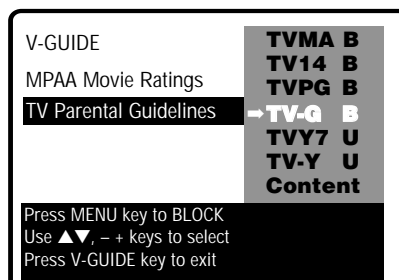 V-GUIDE
MPAA Movie Ratings
TV Parental Guidelines
TVMA B
TV14 B
TVPG B
➡TV-G B
TVY7 U
TV-Y U
Content
Press MENU key to BLOCK
Use ▲▼, – + keys to select
Press V-GUIDE key to exit